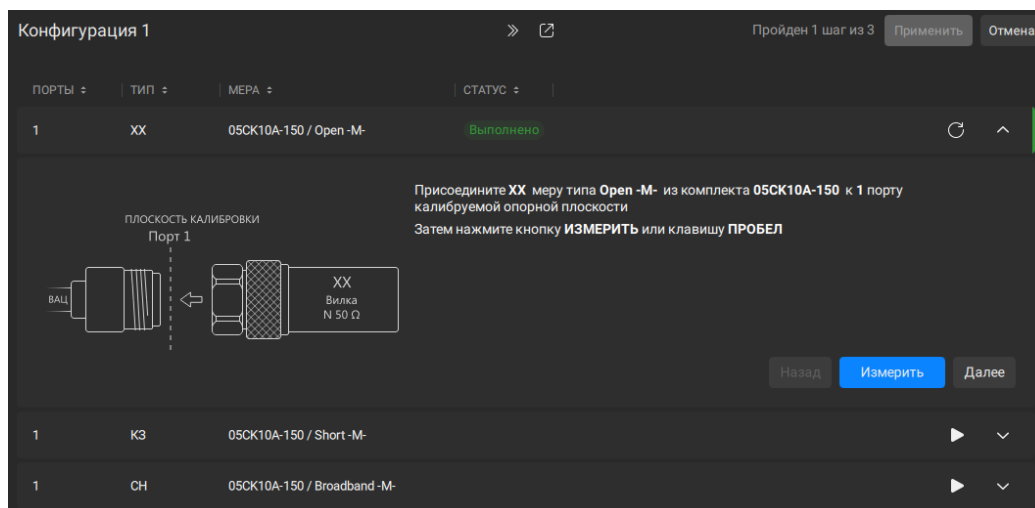 Конфигурация 1
Пройден 1 шаг из 3
Применить
Отмена
ПОРТЫ
ТИП
МЕРА
СТАТУС
1 XX 05CK10A-150 / Open -M- Выполнено
Присоедините XX меру типа Open -M- из комплекта 05CK10A-150 к 1 порту
калибруемой опорной плоскости
Затем нажмите кнопку ИЗМЕРИТЬ или клавишу ПРОБЕЛ
ПЛОСКОСТЬ КАЛИБРОВКИ
Порт 1
ВАЦ
XX
Вилка
N 50 Ω
Назад
Измерить
Далее
1 КЗ 05CK10A-150 / Short -M-
1 СН 05CK10A-150 / Broadband -M-